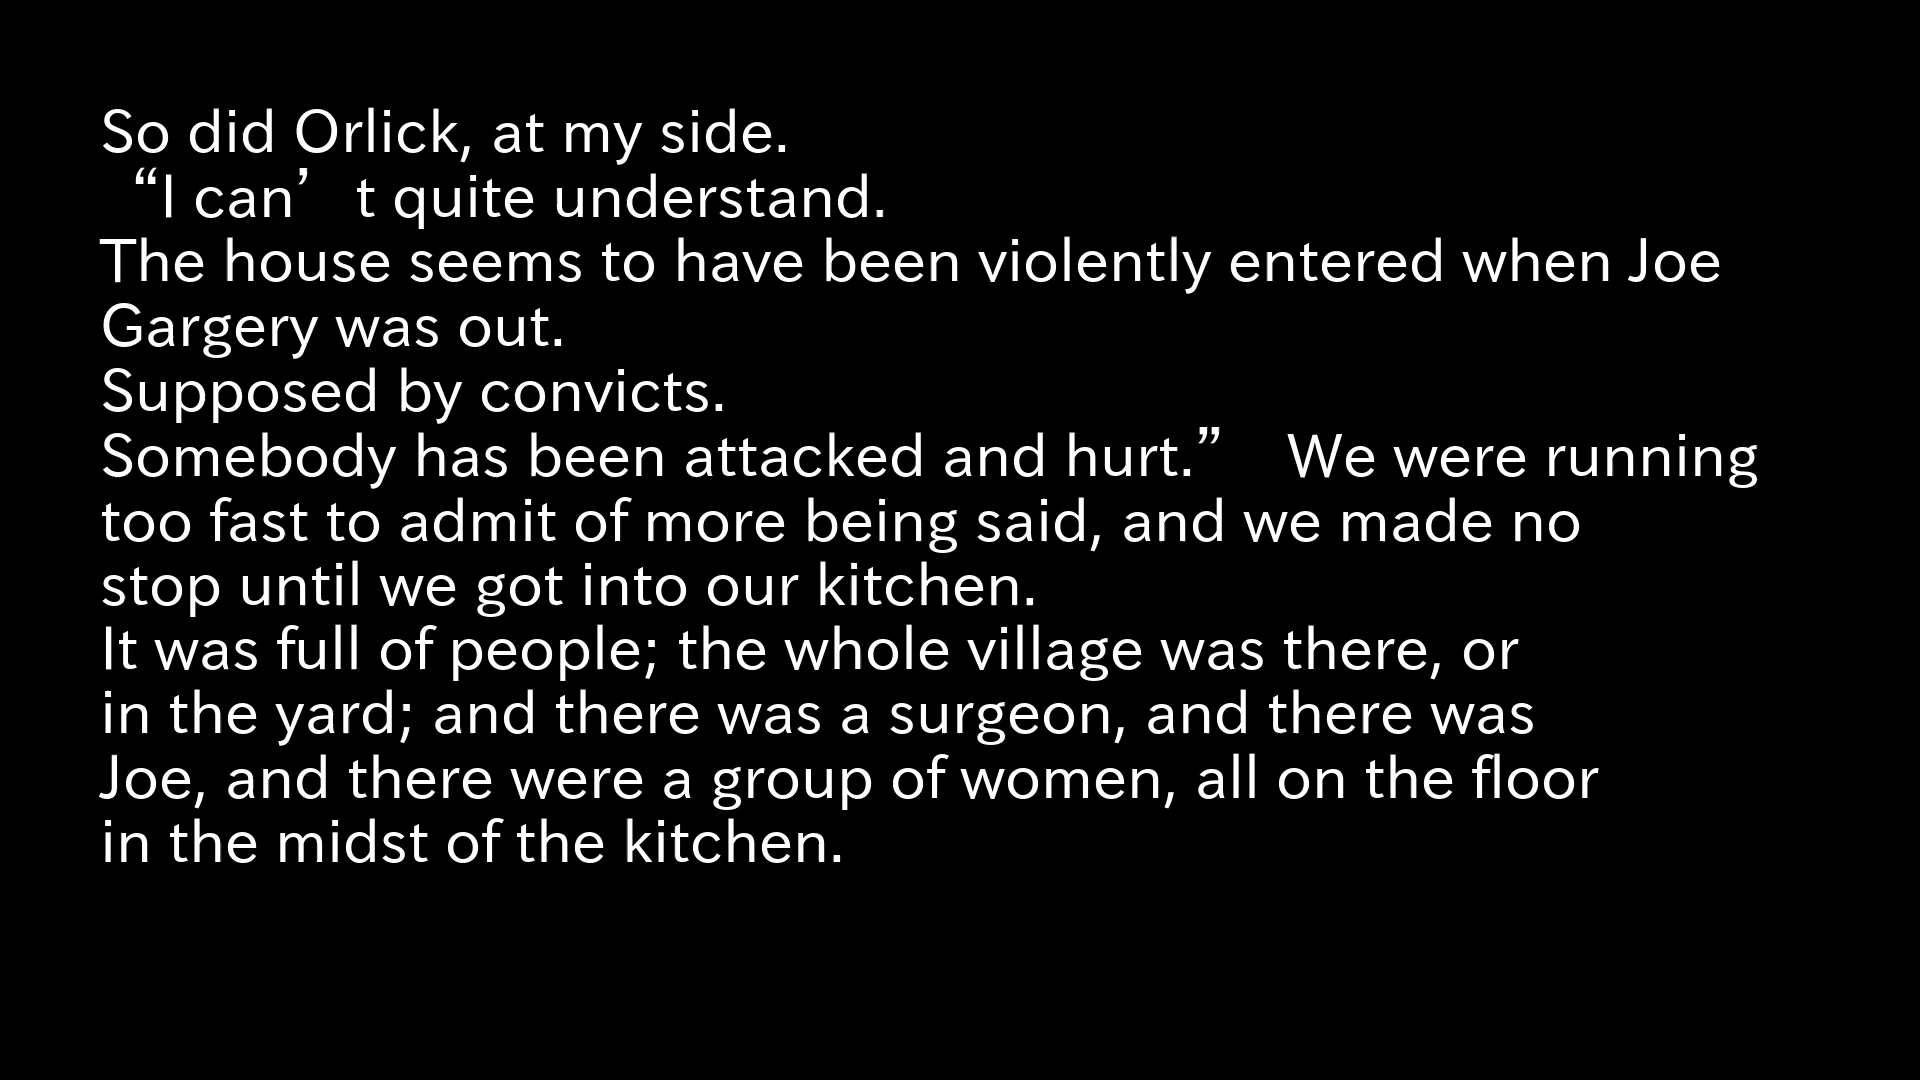 So did Orlick, at my side.
“I can’t quite understand.
The house seems to have been violently entered when Joe
Gargery was out.
Supposed by convicts.
Somebody has been attacked and hurt.” We were running
too fast to admit of more being said, and we made no
stop until we got into our kitchen.
It was full of people; the whole village was there, or
in the yard; and there was a surgeon, and there was
Joe, and there were a group of women, all on the floor
in the midst of the kitchen.